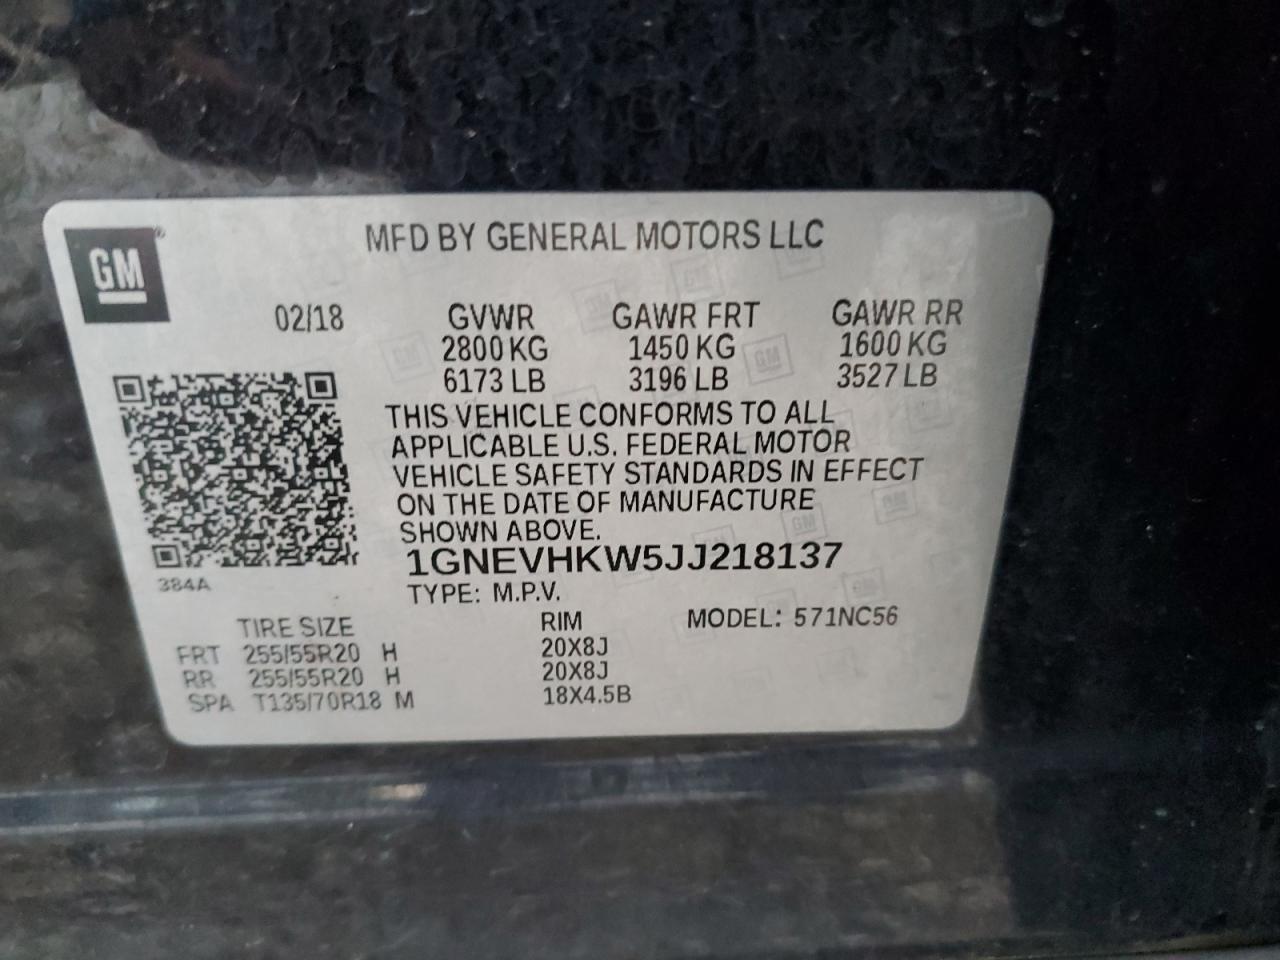 GM
MFD BY GENERAL MOTORS LLC
02/18 GVWR GAWR FRT GAWR RR
2800 KG 1450 KG 1600 KG
6173 LB 3196 LB 3527 LB
THIS VEHICLE CONFORMS TO ALL
APPLICABLE U.S. FEDERAL MOTOR
VEHICLE SAFETY STANDARDS IN EFFECT
ON THE DATE OF MANUFACTURE
SHOWN ABOVE.
1GNEVHKW5JJ218137
384A
TYPE: M.P.V.
TIRE SIZE RIM MODEL: 571NC56
FRT 255/55R20 H 20X8J
RR 255/55R20 H 20X8J
SPA T135/70R18 M 18X4.5B